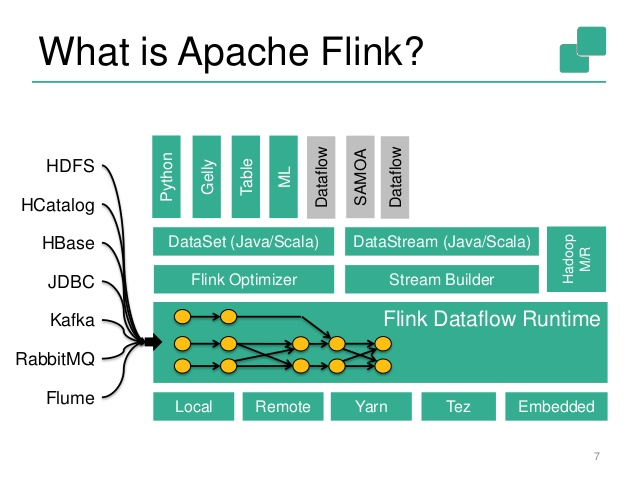 What is Apache Flink?
HDFS
HCatalog
HBase
JDBC
Kafka
RabbitMQ
Flume
Python
Gelly
Table
ML
Dataflow
SAMOA
Dataflow
DataSet (Java/Scala)
DataStream (Java/Scala)
Hadoop
M/R
Flink Optimizer
Stream Builder
Flink Dataflow Runtime
Local
Remote
Yarn
Tez
Embedded
7